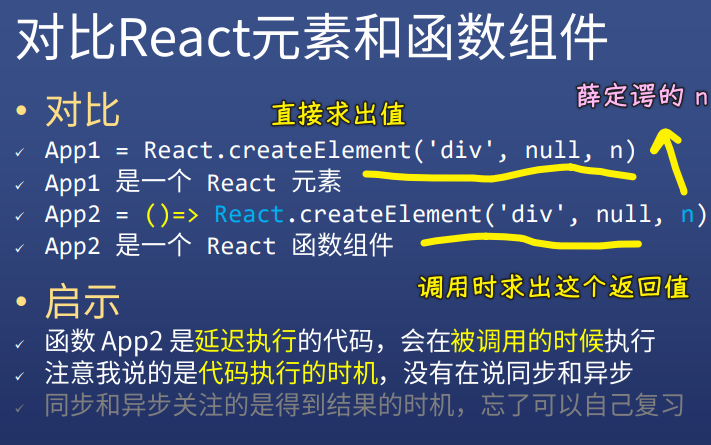 对比React元素和函数组件
• 对比
直接求出值
薛定谔的 n
✓ App1 = React.createElement('div', null, n)
✓ App1 是一个 React 元素
✓ App2 = ()=> React.createElement('div', null, n)
✓ App2 是一个 React 函数组件
调用时求出这个返回值
• 启示
✓ 函数 App2 是延迟执行的代码，会在被调用的时候执行
✓ 注意我说的是代码执行的时机，没有在说同步和异步
✓ 同步和异步关注的是得到结果的时机，忘了可以自己复习